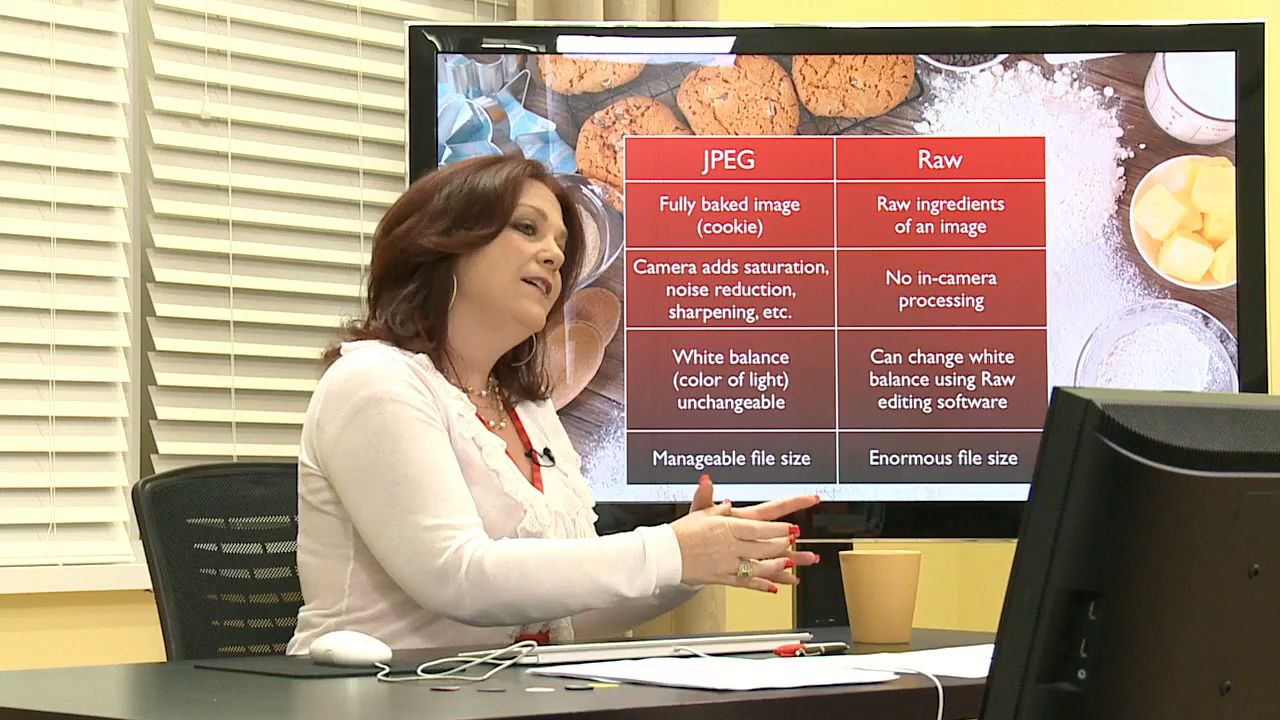 JPEG
Raw
Fully baked image
(cookie)
Raw ingredients
of an image
Camera adds saturation,
noise reduction,
sharpening, etc.
No in-camera
processing
White balance
(color of light)
unchangeable
Can change white
balance using Raw
editing software
Manageable file size
Enormous file size